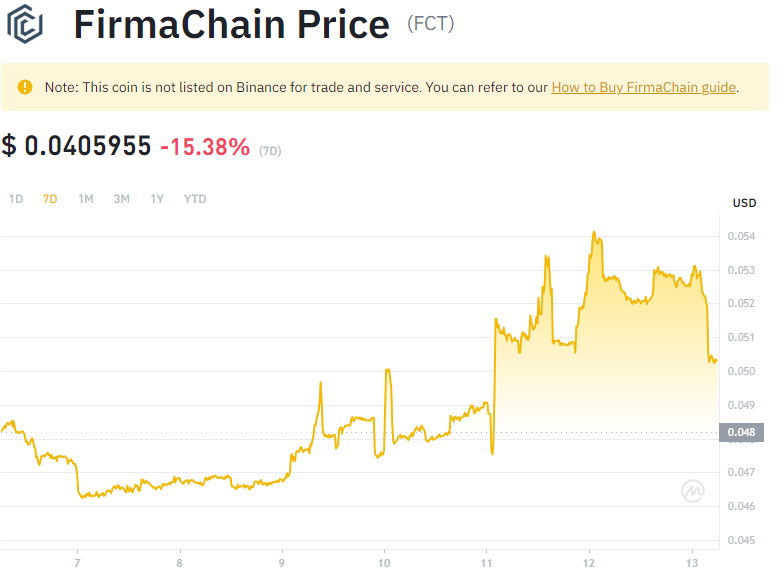 FirmaChain Price (FCT)
Note: This coin is not listed on Binance for trade and service. You can refer to our How to Buy FirmaChain guide.
$ 0.0405955 -15.38% (7D)
1D 7D 1M 3M 1Y YTD
USD
0.054
0.053
0.052
0.051
0.050
0.049
0.048
0.047
0.046
0.045
7 8 9 10 11 12 13